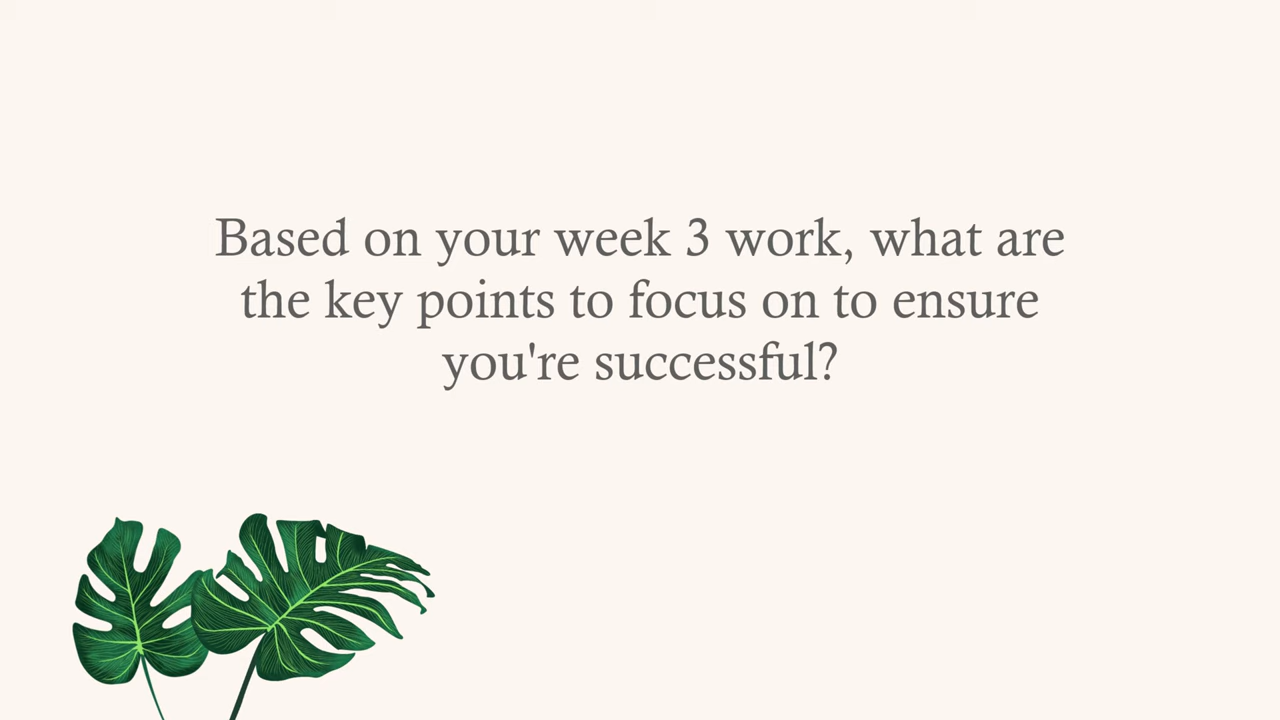 Based on your week 3 work, what are
the key points to focus on to ensure
you're successful?